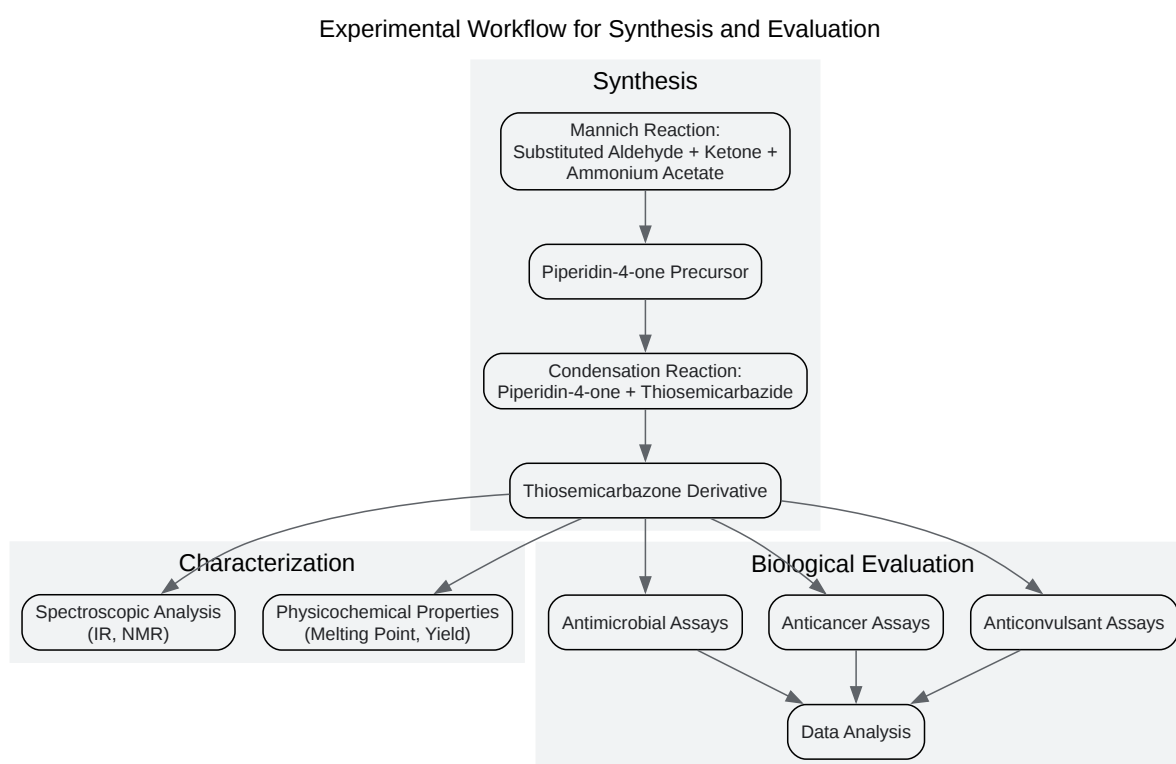 Experimental Workflow for Synthesis and Evaluation
Synthesis
Mannich Reaction:
Substituted Aldehyde + Ketone +
Ammonium Acetate
Piperidin-4-one Precursor
Condensation Reaction:
Piperidin-4-one + Thiosemicarbazide
Thiosemicarbazone Derivative
Characterization
Spectroscopic Analysis
(IR, NMR)
Physicochemical Properties
(Melting Point, Yield)
Biological Evaluation
Antimicrobial Assays
Anticancer Assays
Anticonvulsant Assays
Data Analysis